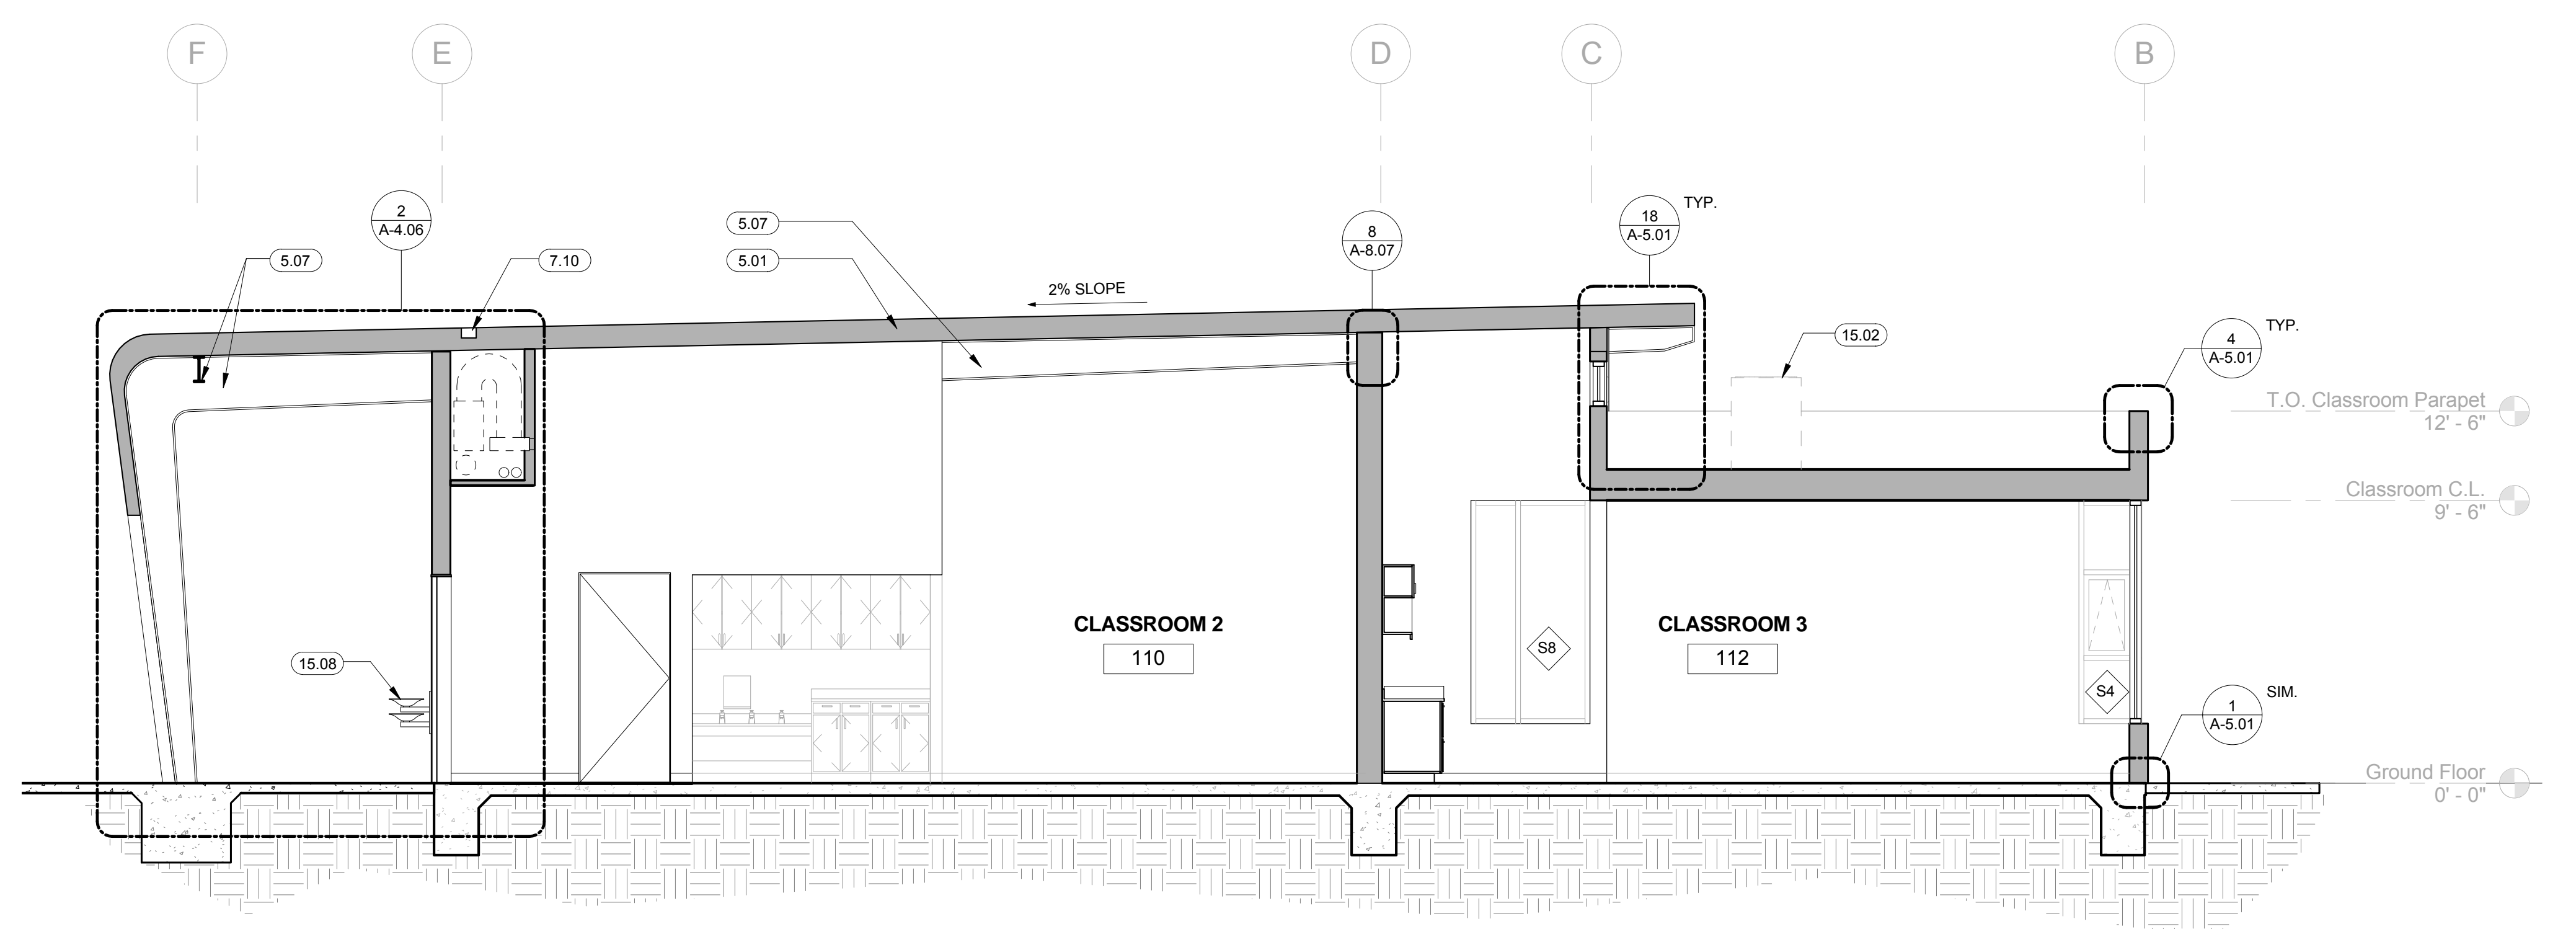 F
E
D
C
B
2
A-4.06
5.07
7.10
5.07
5.01
2% SLOPE
8
A-8.07
18
A-5.01
TYP.
15.02
4
A-5.01
TYP.
T.O. Classroom Parapet
12' - 6"
Classroom C.L.
9' - 6"
CLASSROOM 2
110
CLASSROOM 3
112
S8
S4
15.08
1
A-5.01
SIM.
Ground Floor
0' - 0"